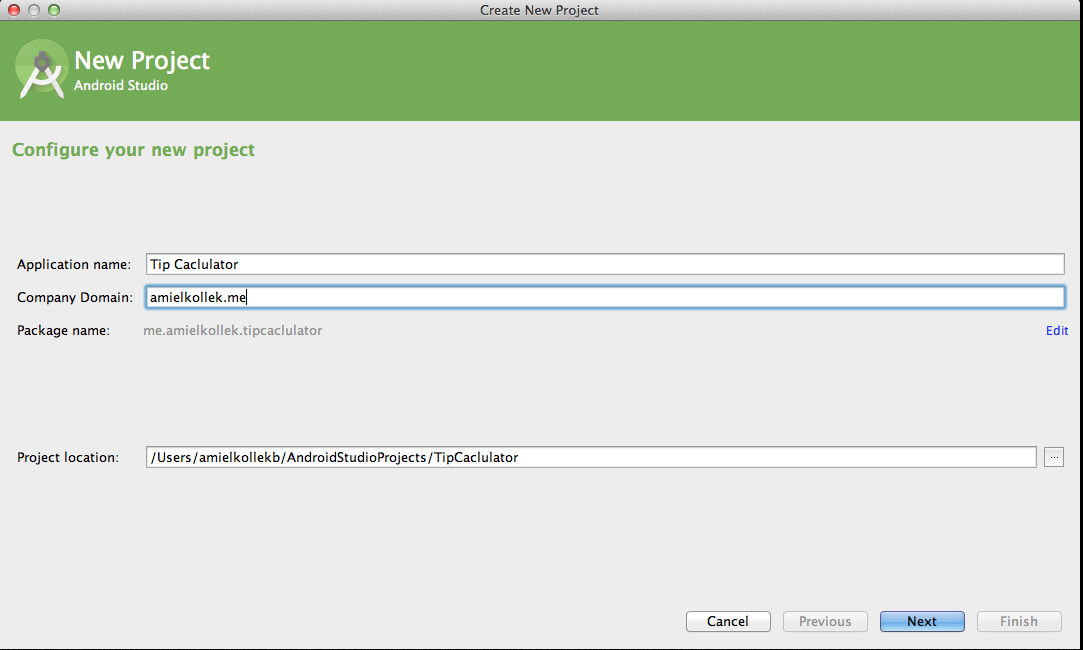 Create New Project
New Project
Android Studio
Configure your new project
Application name: Tip Caclulator
Company Domain: amielkollek.me
Package name: me.amielkollek.tipcaclulator Edit
Project location: /Users/amielkollekb/AndroidStudioProjects/TipCaclulator ...
Cancel Previous Next Finish